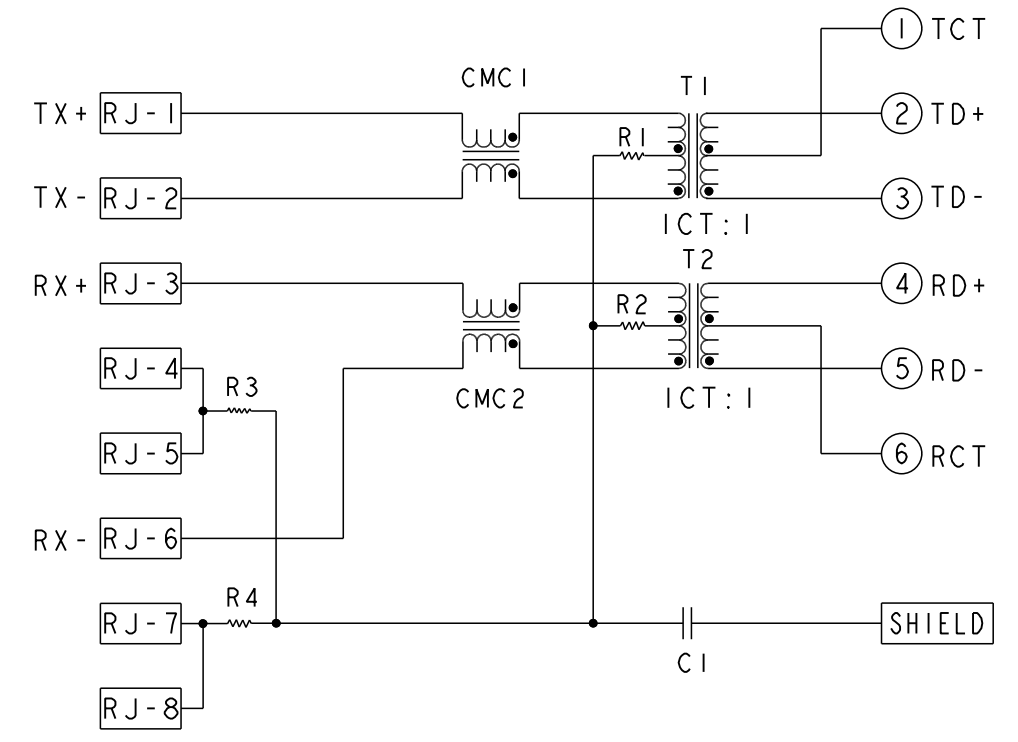 1 TCT
CMC1
T1
TX+ RJ-1
2 TD+
R1
TX- RJ-2
3 TD-
1CT:1
T2
RX+ RJ-3
4 RD+
R2
RJ-4
5 RD-
R3
CMC2
1CT:1
RJ-5
6 RCT
RX- RJ-6
R4
RJ-7
SHIELD
C1
RJ-8